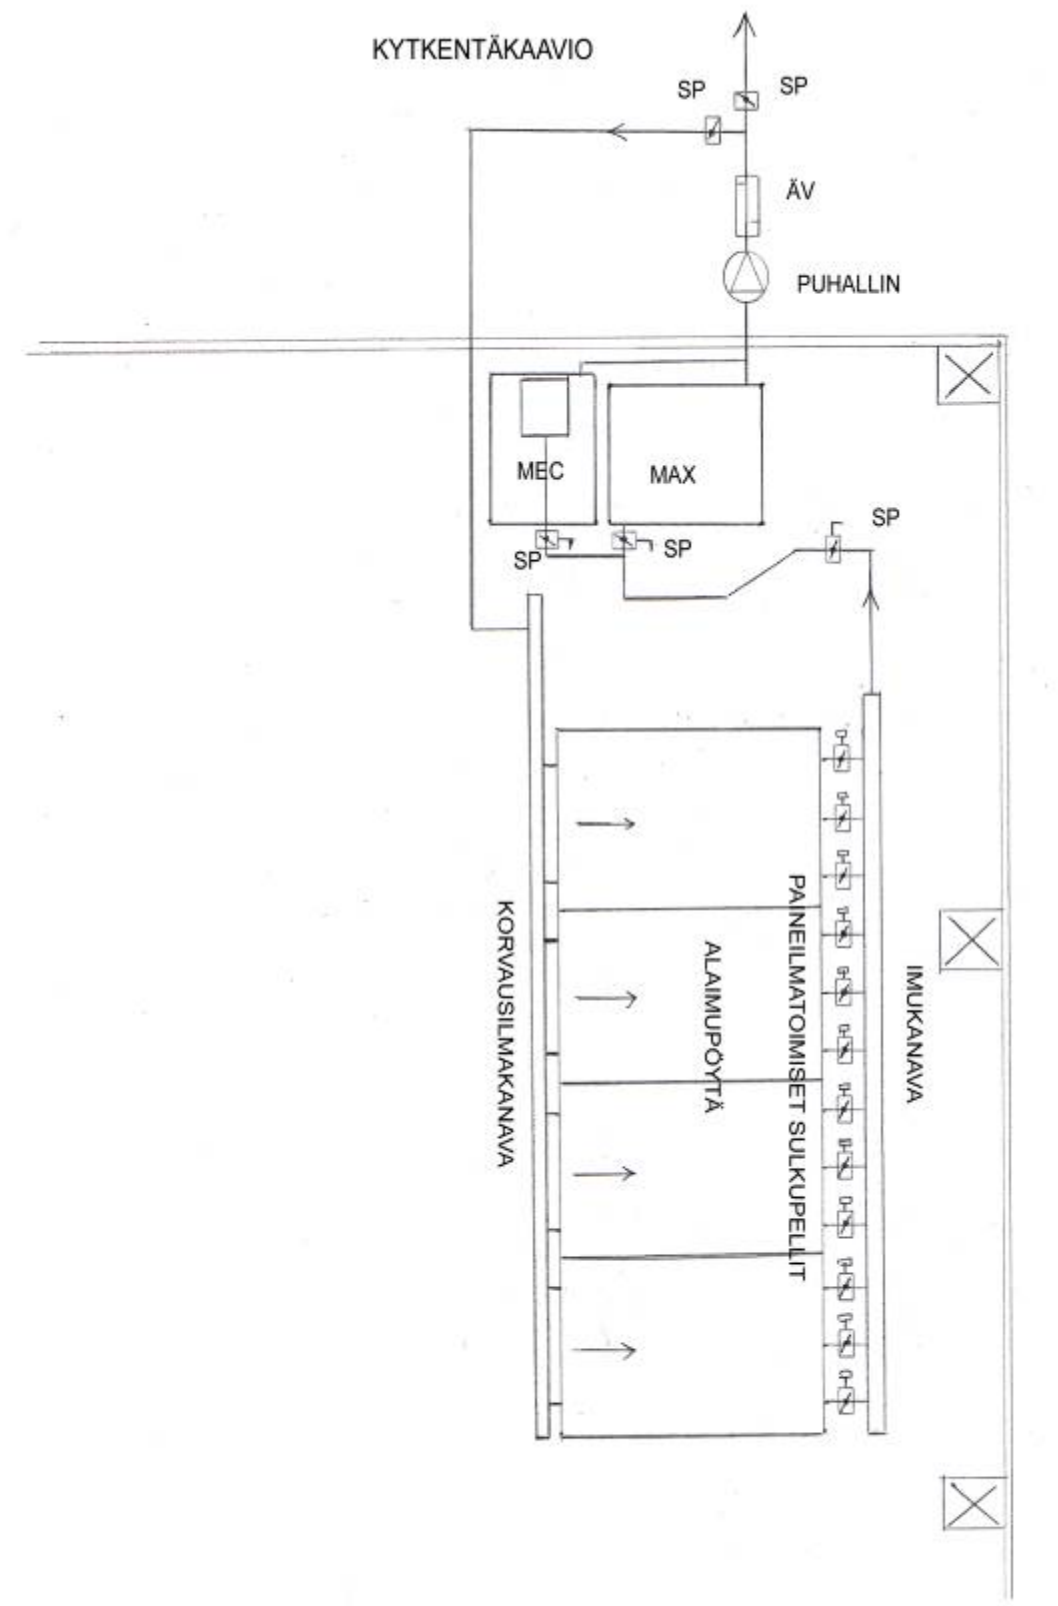 KYTKENTÄKAAVIO
SP
SP
ÄV
PUHALLIN
MEC
MAX
SP
SP
SP
KORVAUSILMAKANAVA
ALAIMUPÖYTÄ
PAINEILMATOIMISET SULKUPELLIT
IMUKANAVA